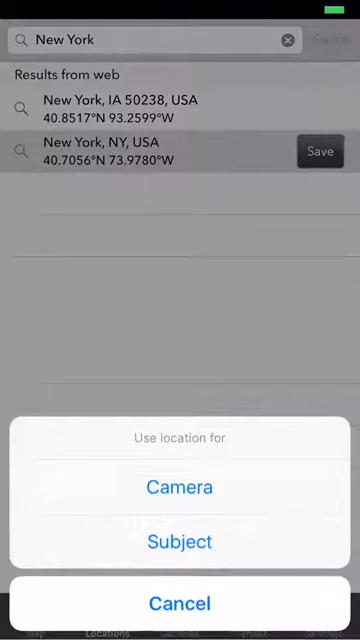 New York
Cancel
Results from web
New York, IA 50238, USA
40.8517°N 93.2599°W
New York, NY, USA
40.7056°N 73.9780°W
Save
Use location for
Camera
Subject
Cancel
Map
Locations